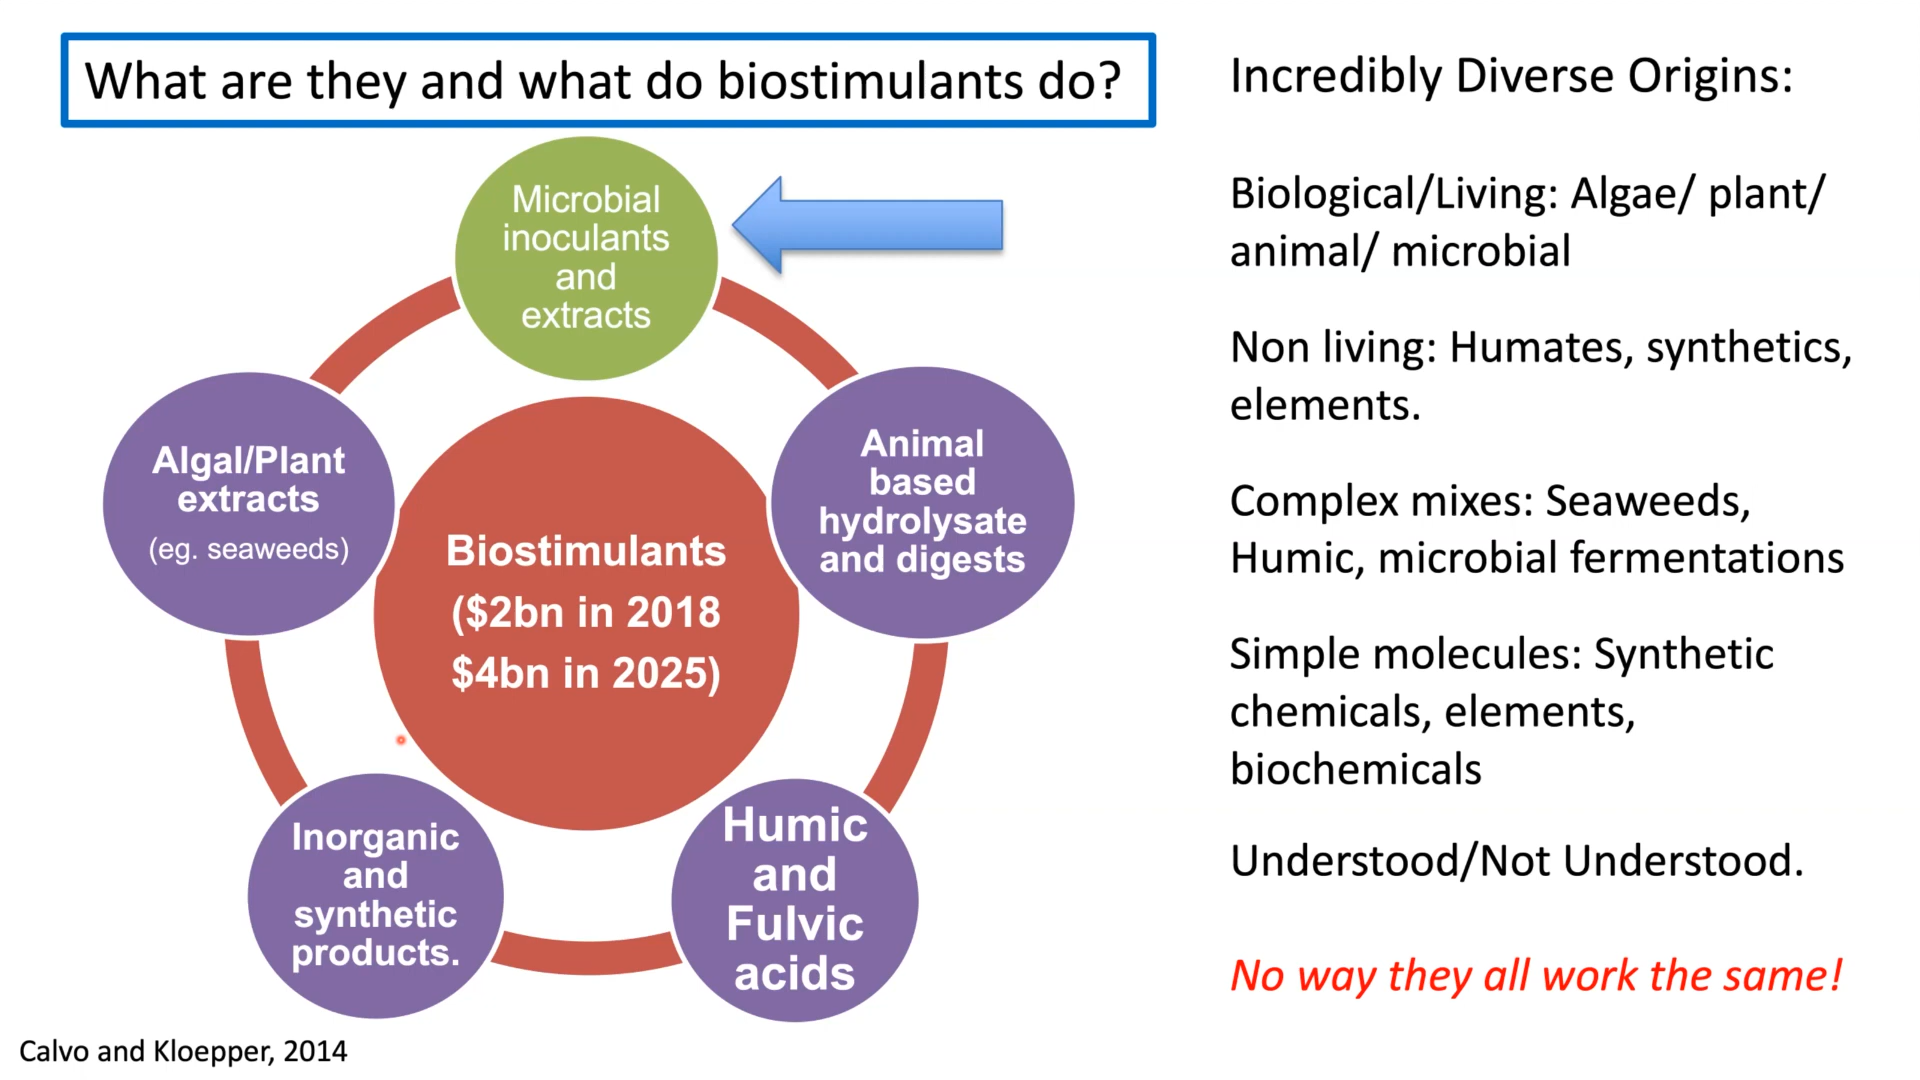 What are they and what do biostimulants do?
Microbial
inoculants
and
extracts
Algal/Plant
extracts
(eg. seaweeds)
Animal
based
hydrolysate
and digests
Biostimulants
($2bn in 2018
$4bn in 2025)
Inorganic
and
synthetic
products.
Humic
and
Fulvic
acids
Calvo and Kloepper, 2014
Incredibly Diverse Origins:
Biological/Living: Algae/ plant/
animal/ microbial
Non living: Humates, synthetics,
elements.
Complex mixes: Seaweeds,
Humic, microbial fermentations
Simple molecules: Synthetic
chemicals, elements,
biochemicals
Understood/Not Understood.
No way they all work the same!